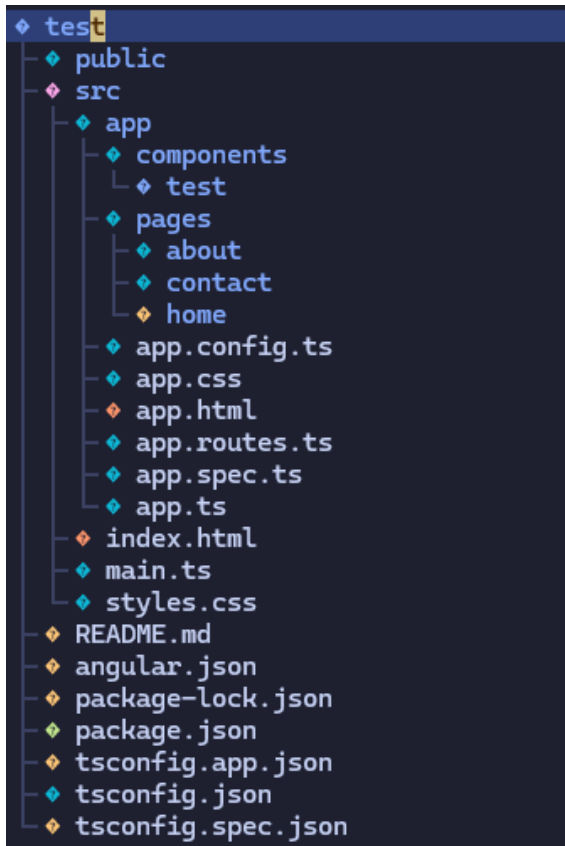 test
public
src
app
components
test
pages
about
contact
home
app.config.ts
app.css
app.html
app.routes.ts
app.spec.ts
app.ts
index.html
main.ts
styles.css
README.md
angular.json
package-lock.json
package.json
tsconfig.app.json
tsconfig.json
tsconfig.spec.json